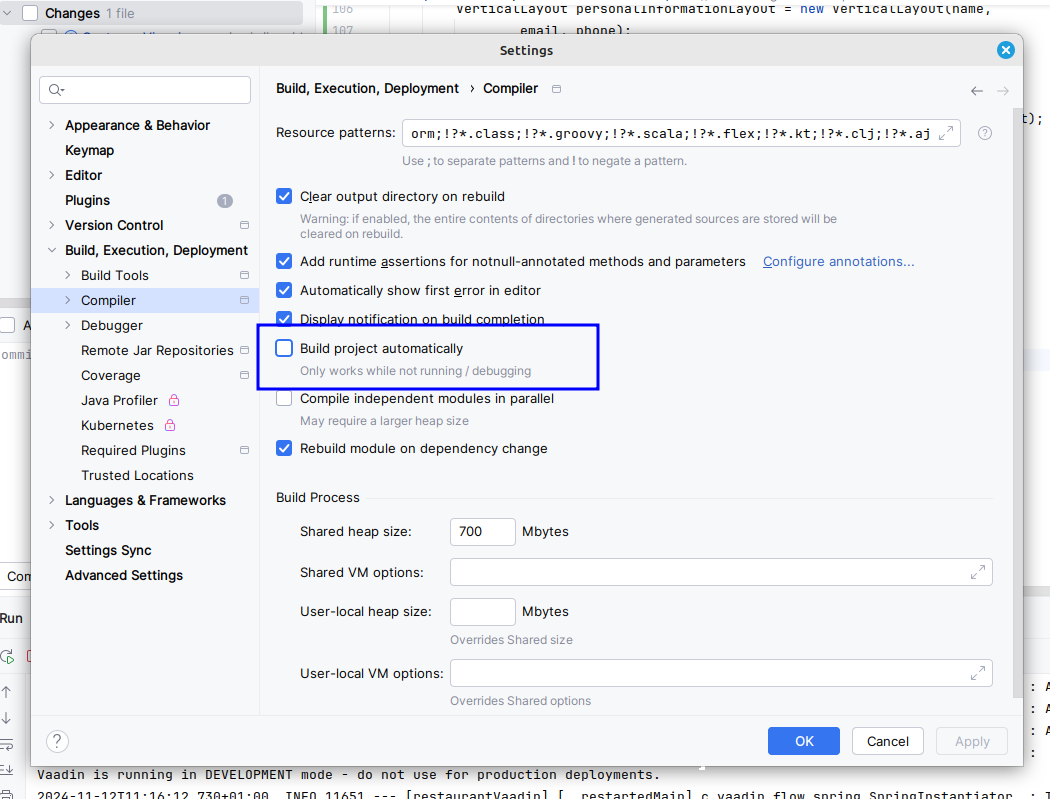 Changes 1 file
106 VerticalLayout personalInformationLayout = new VerticalLayout(name,
107 email, phone);
Settings
Build, Execution, Deployment › Compiler
Appearance & Behavior
Keymap
Editor
Plugins 1
Version Control
Build, Execution, Deployment
Build Tools
Compiler
Debugger
Remote Jar Repositories
Coverage
Java Profiler
Kubernetes
Required Plugins
Trusted Locations
Languages & Frameworks
Tools
Settings Sync
Advanced Settings
Resource patterns: orm;!?*.class;!?*.groovy;!?*.scala;!?*.flex;!?*.kt;!?*.clj;!?*.aj
Use ; to separate patterns and ! to negate a pattern.
Clear output directory on rebuild
Warning: if enabled, the entire contents of directories where generated sources are stored will be
cleared on rebuild.
Add runtime assertions for notnull-annotated methods and parameters Configure annotations...
Automatically show first error in editor
Display notification on build completion
Build project automatically
Only works while not running / debugging
Compile independent modules in parallel
May require a larger heap size
Rebuild module on dependency change
Build Process
Shared heap size: 700 Mbytes
Shared VM options:
User-local heap size: Mbytes
Overrides Shared size
User-local VM options:
Overrides Shared options
? OK Cancel Apply
t);
A
ommi
Com
Run
: A
: A
: A
:
Vaadin is running in DEVELOPMENT mode - do not use for production deployments.
2024-11-12T11:16:12.730+01:00 INFO 11651 --- [restaurantVaadin] [ restartedMain] c.vaadin.flow.spring.SpringInstantiator : T